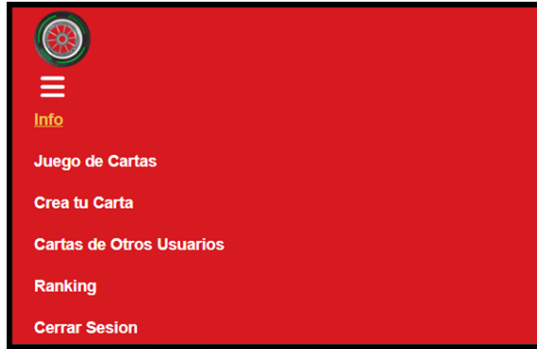 Info
Juego de Cartas
Crea tu Carta
Cartas de Otros Usuarios
Ranking
Cerrar Sesion